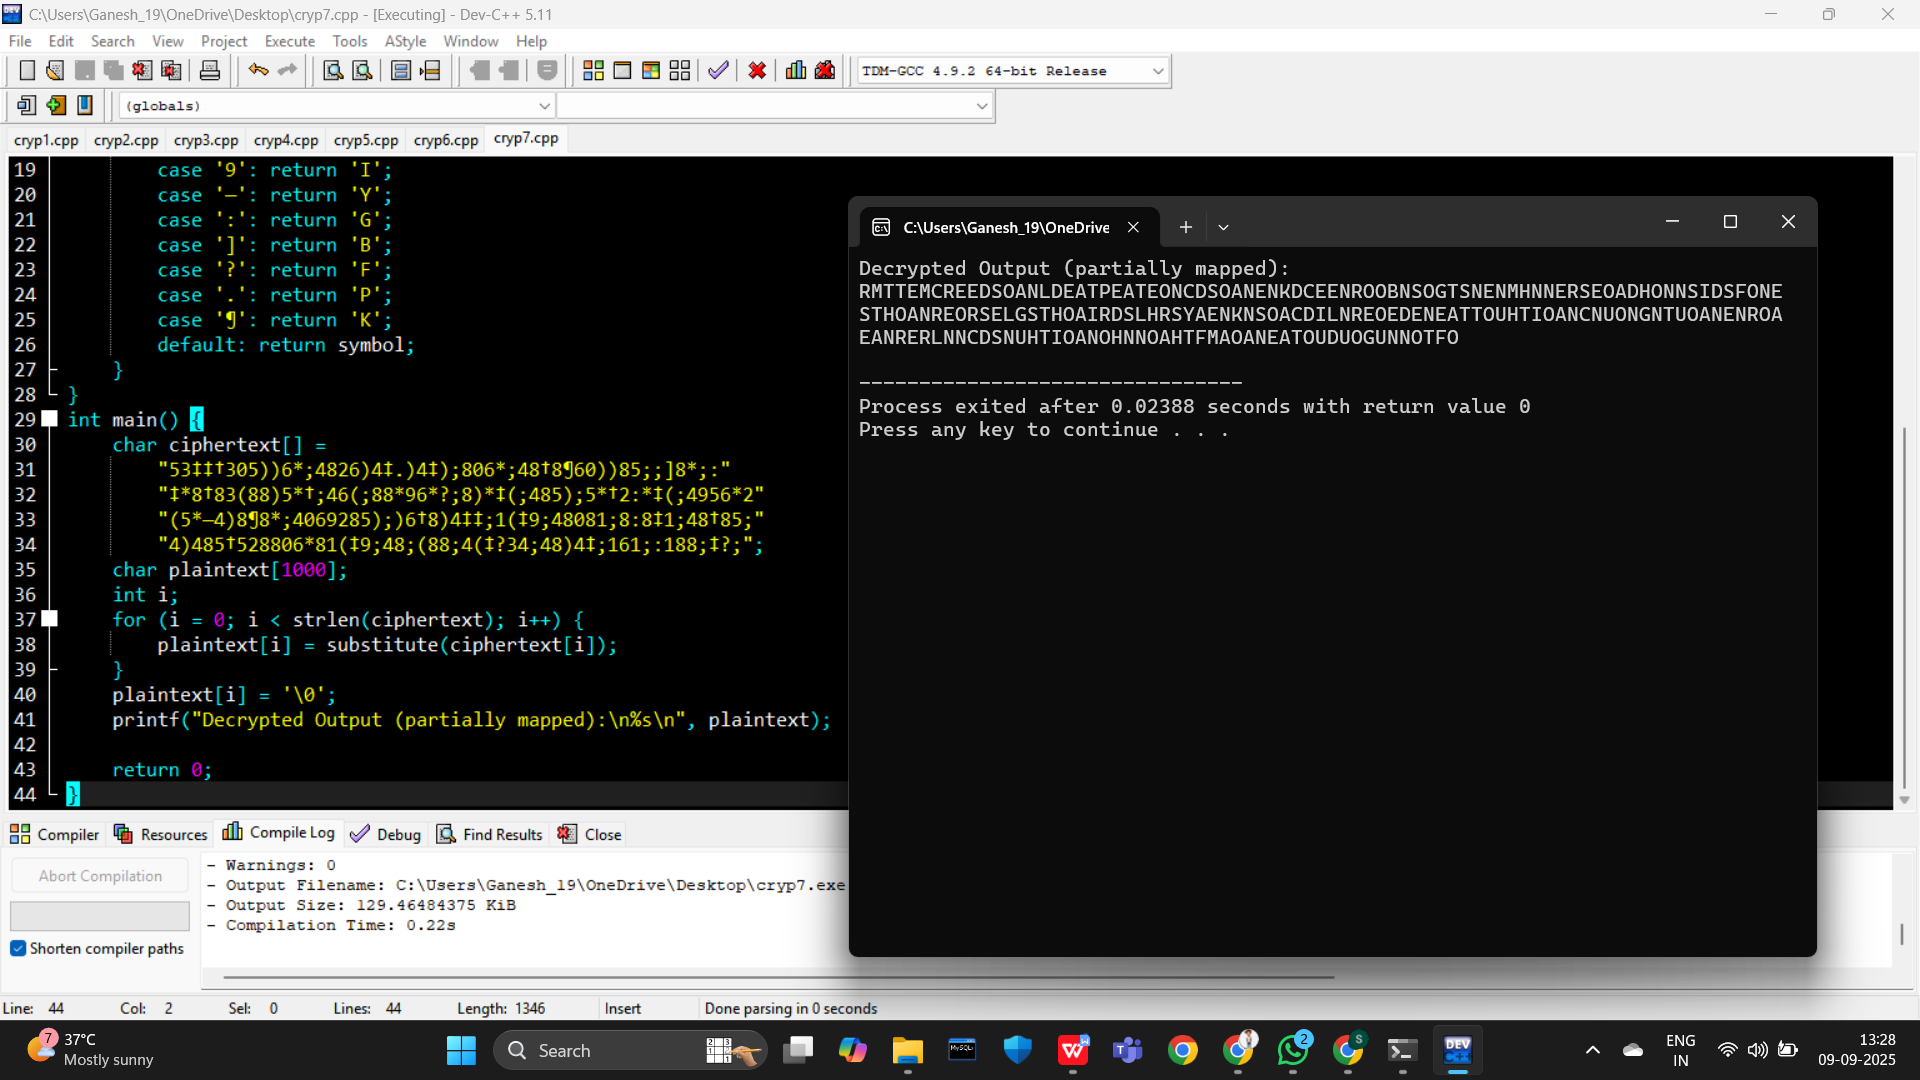 C:\Users\Ganesh_19\OneDrive\Desktop\cryp7.cpp - [Executing] - Dev-C++ 5.11
File Edit Search View Project Execute Tools AStyle Window Help
TDM-GCC 4.9.2 64-bit Release
(globals)
cryp1.cpp cryp2.cpp cryp3.cpp cryp4.cpp cryp5.cpp cryp6.cpp cryp7.cpp
19 case '9': return 'I';
20 case '—': return 'Y';
21 case ':': return 'G';
22 case ']': return 'B';
23 case '?': return 'F';
24 case '.': return 'P';
25 case '¶': return 'K';
26 default: return symbol;
27 }
28 }
29 int main() {
30 char ciphertext[] =
31 "53‡‡†305))6*;4826)4‡.)4‡);806*;48†8¶60))85;;]8*;:"
32 "‡*8†83(88)5*†;46(;88*96*?;8)*‡(;485);5*†2:*‡(;4956*2"
33 "(5*—4)8¶8*;4069285);)6†8)4‡‡;1(‡9;48081;8:8‡1;48†85;"
34 "4)485†528806*81(‡9;48;(88;4(‡?34;48)4‡;161;:188;‡?;";
35 char plaintext[1000];
36 int i;
37 for (i = 0; i < strlen(ciphertext); i++) {
38 plaintext[i] = substitute(ciphertext[i]);
39 }
40 plaintext[i] = '\0';
41 printf("Decrypted Output (partially mapped):\n%s\n", plaintext);
42
43 return 0;
44 }
C:\Users\Ganesh_19\OneDrive
Decrypted Output (partially mapped):
RMTTEMCREEDSOANLDEATPEATEONCDSOANENKDCEENROOBNSOGTSNENMHNNERSEOADHONNSIDSFONE
STHOANREORSELGSTHOAIRDSLHRSYAENKNSOACDILNREOEDENEATTOUHTIOANCNUONGNTUOANENROA
EANRERLNNCDSNUHTIOANOHNNOAHTFMAOANEATOUDUOGUNNOTFO
--------------------------------
Process exited after 0.02388 seconds with return value 0
Press any key to continue . . .
Compiler Resources Compile Log Debug Find Results Close
Abort Compilation
Shorten compiler paths
- Warnings: 0
- Output Filename: C:\Users\Ganesh_19\OneDrive\Desktop\cryp7.exe
- Output Size: 129.46484375 KiB
- Compilation Time: 0.22s
Line: 44 Col: 2 Sel: 0 Lines: 44 Length: 1346 Insert Done parsing in 0 seconds
7
37°C
Mostly sunny
Search
MySQL
2
S
DEV
C++
ENG
IN
13:28
09-09-2025